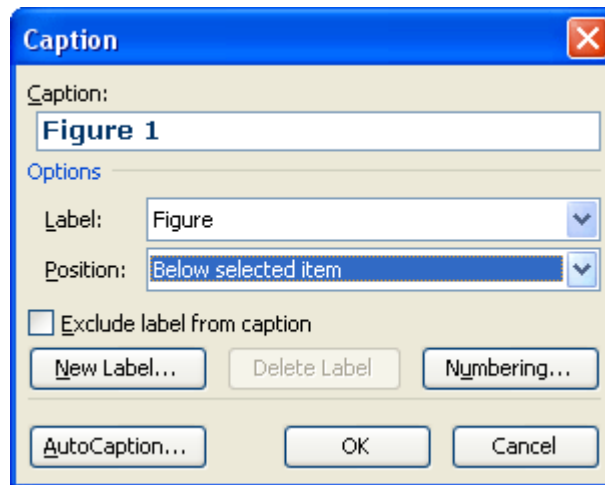 Caption
Caption:
Figure 1
Options
Label: Figure
Position: Below selected item
Exclude label from caption
New Label... Delete Label Numbering...
AutoCaption... OK Cancel